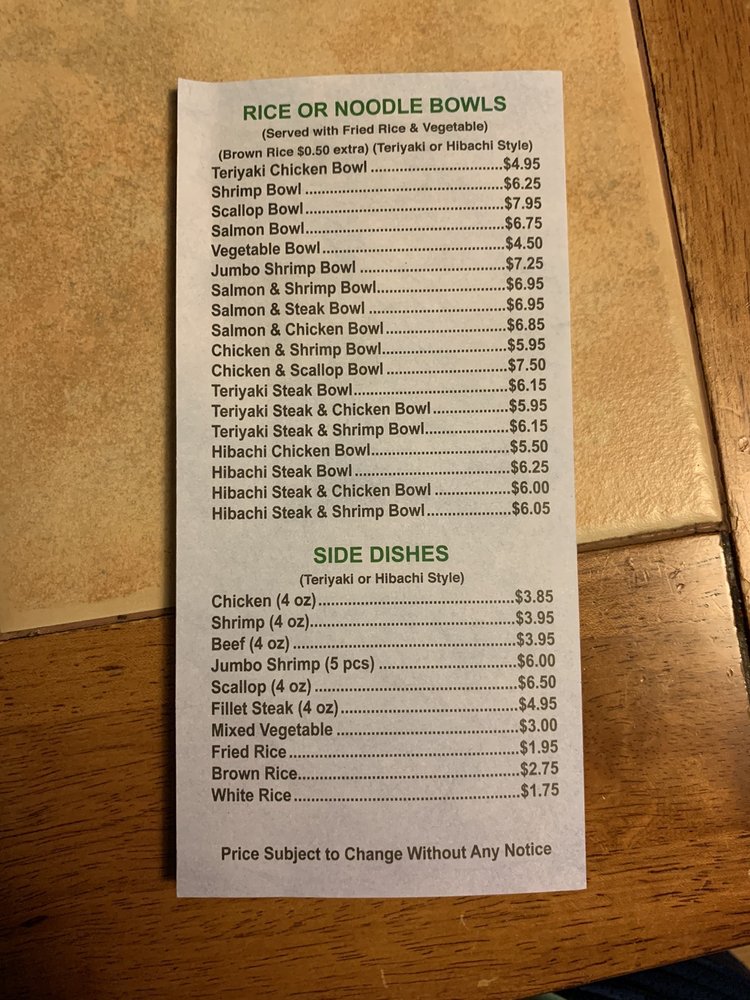 RICE OR NOODLE BOWLS
(Served with Fried Rice & Vegetable)
(Brown Rice $0.50 extra) (Teriyaki or Hibachi Style)
Teriyaki Chicken Bowl ................................$4.95
Shrimp Bowl ................................................$6.25
Scallop Bowl................................................$7.95
Salmon Bowl................................................$6.75
Vegetable Bowl............................................$4.50
Jumbo Shrimp Bowl ...................................$7.25
Salmon & Shrimp Bowl...............................$6.95
Salmon & Steak Bowl .................................$6.95
Salmon & Chicken Bowl.............................$6.85
Chicken & Shrimp Bowl..............................$5.95
Chicken & Scallop Bowl .............................$7.50
Teriyaki Steak Bowl.....................................$6.15
Teriyaki Steak & Chicken Bowl..................$5.95
Teriyaki Steak & Shrimp Bowl....................$6.15
Hibachi Chicken Bowl.................................$5.50
Hibachi Steak Bowl.....................................$6.25
Hibachi Steak & Chicken Bowl ..................$6.00
Hibachi Steak & Shrimp Bowl....................$6.05
SIDE DISHES
(Teriyaki or Hibachi Style)
Chicken (4 oz)...............................................$3.85
Shrimp (4 oz)................................................$3.95
Beef (4 oz) ....................................................$3.95
Jumbo Shrimp (5 pcs) .................................$6.00
Scallop (4 oz) ...............................................$6.50
Fillet Steak (4 oz)..........................................$4.95
Mixed Vegetable ...........................................$3.00
Fried Rice ......................................................$1.95
Brown Rice....................................................$2.75
White Rice .....................................................$1.75
Price Subject to Change Without Any Notice